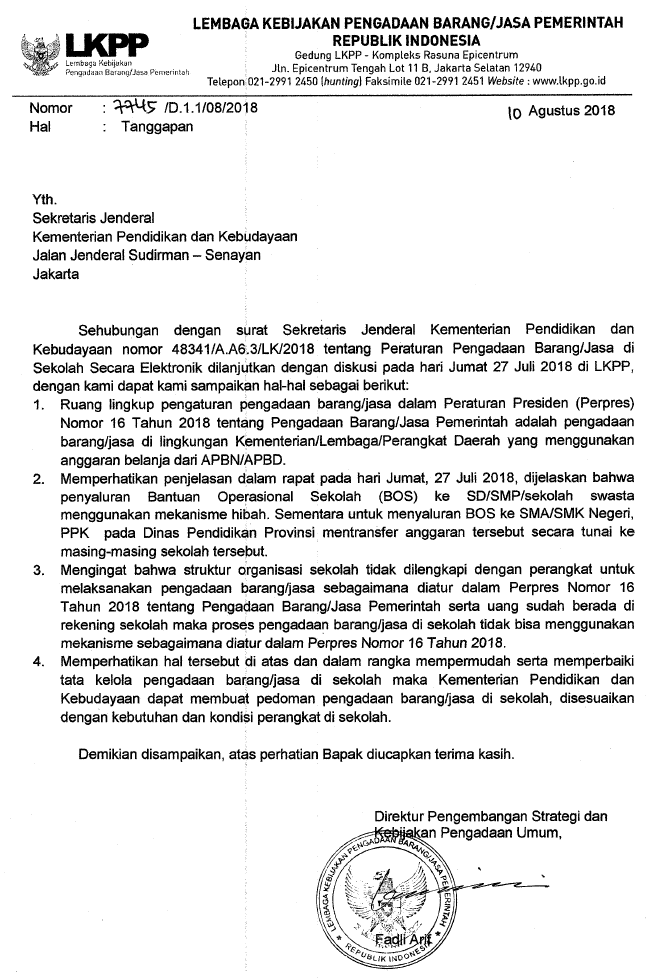 LEMBAGA KEBIJAKAN PENGADAAN BARANG/JASA PEMERINTAH
REPUBLIK INDONESIA
LKPP
Lembaga Kebijakan
Pengadaan Barang/Jasa Pemerintah
Gedung LKPP - Kompleks Rasuna Epicentrum
Jln. Epicentrum Tengah Lot 11 B, Jakarta Selatan 12940
Telepon 021-2991 2450 (hunting) Faksimile 021-2991 2451 Website : www.lkpp.go.id
Nomor : 7745 /D.1.1/08/2018
10 Agustus 2018
Hal : Tanggapan
Yth.
Sekretaris Jenderal
Kementerian Pendidikan dan Kebudayaan
Jalan Jenderal Sudirman – Senayan
Jakarta
Sehubungan dengan surat Sekretaris Jenderal Kementerian Pendidikan dan
Kebudayaan nomor 48341/A.A6.3/LK/2018 tentang Peraturan Pengadaan Barang/Jasa di
Sekolah Secara Elektronik dilanjutkan dengan diskusi pada hari Jumat 27 Juli 2018 di LKPP,
dengan kami dapat kami sampaikan hal-hal sebagai berikut:
1. Ruang lingkup pengaturan pengadaan barang/jasa dalam Peraturan Presiden (Perpres)
Nomor 16 Tahun 2018 tentang Pengadaan Barang/Jasa Pemerintah adalah pengadaan
barang/jasa di lingkungan Kementerian/Lembaga/Perangkat Daerah yang menggunakan
anggaran belanja dari APBN/APBD.
2. Memperhatikan penjelasan dalam rapat pada hari Jumat, 27 Juli 2018, dijelaskan bahwa
penyaluran Bantuan Operasional Sekolah (BOS) ke SD/SMP/sekolah swasta
menggunakan mekanisme hibah. Sementara untuk menyaluran BOS ke SMA/SMK Negeri,
PPK pada Dinas Pendidikan Provinsi mentransfer anggaran tersebut secara tunai ke
masing-masing sekolah tersebut.
3. Mengingat bahwa struktur organisasi sekolah tidak dilengkapi dengan perangkat untuk
melaksanakan pengadaan barang/jasa sebagaimana diatur dalam Perpres Nomor 16
Tahun 2018 tentang Pengadaan Barang/Jasa Pemerintah serta uang sudah berada di
rekening sekolah maka proses pengadaan barang/jasa di sekolah tidak bisa menggunakan
mekanisme sebagaimana diatur dalam Perpres Nomor 16 Tahun 2018.
4. Memperhatikan hal tersebut di atas dan dalam rangka mempermudah serta memperbaiki
tata kelola pengadaan barang/jasa di sekolah maka Kementerian Pendidikan dan
Kebudayaan dapat membuat pedoman pengadaan barang/jasa di sekolah, disesuaikan
dengan kebutuhan dan kondisi perangkat di sekolah.
Demikian disampaikan, atas perhatian Bapak diucapkan terima kasih.
Direktur Pengembangan Strategi dan
Kebijakan Pengadaan Umum,
LEMBAGA KEBIJAKAN PENGADAAN BARANG/JASA PEMERINTAH
REPUBLIK INDONESIA
Fadli Arif